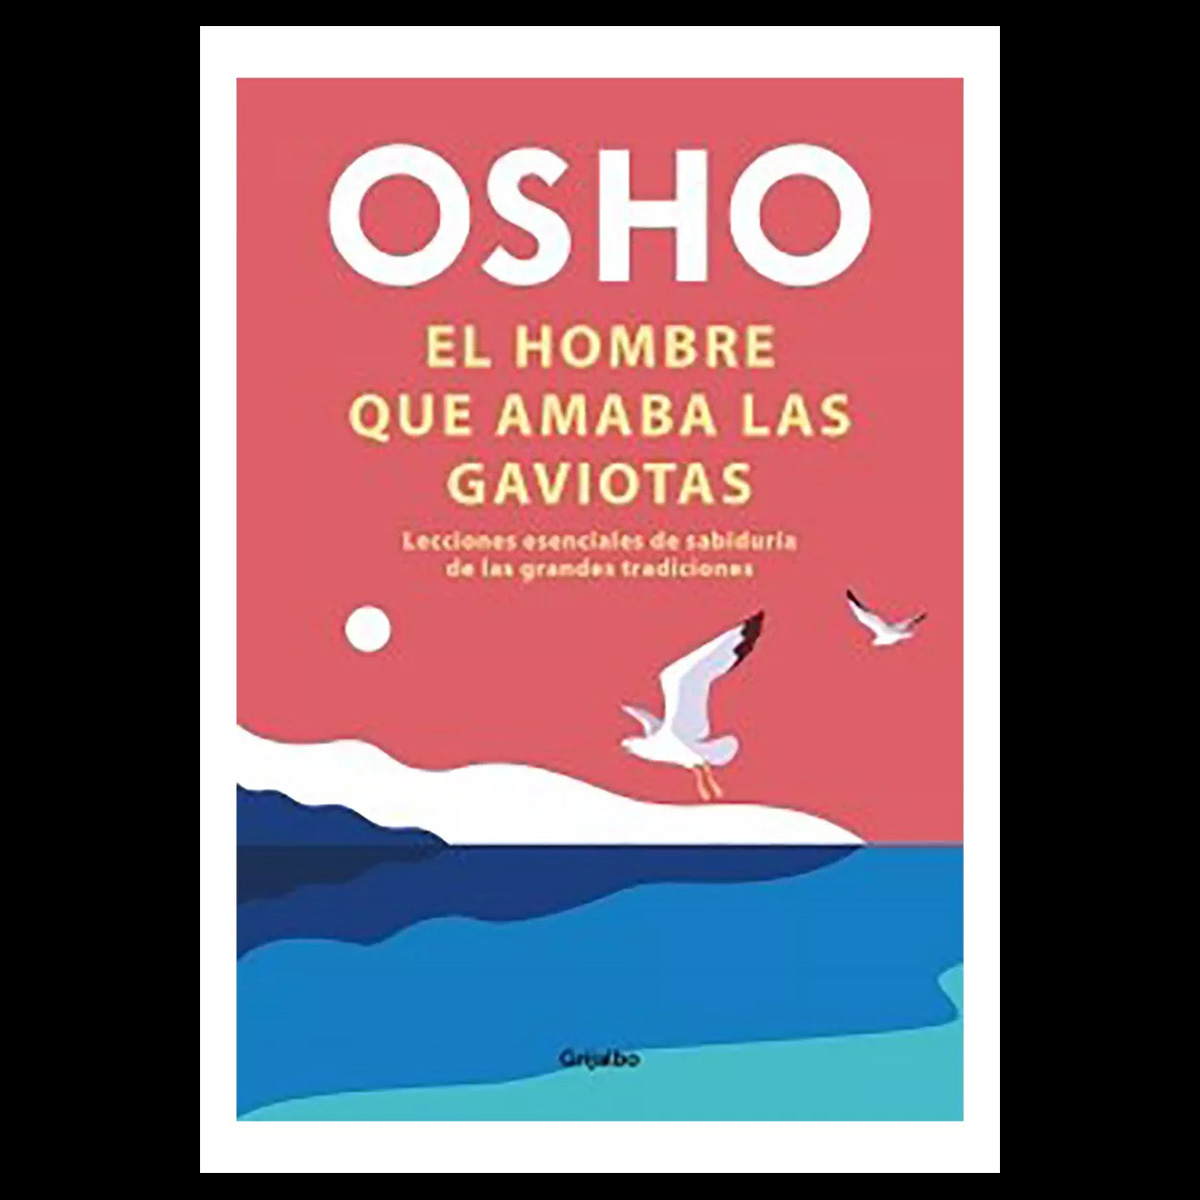 OSHO
EL HOMBRE
QUE AMABA LAS
GAVIOTAS
Lecciones esenciales de sabiduría
de las grandes tradiciones
Grijalbo